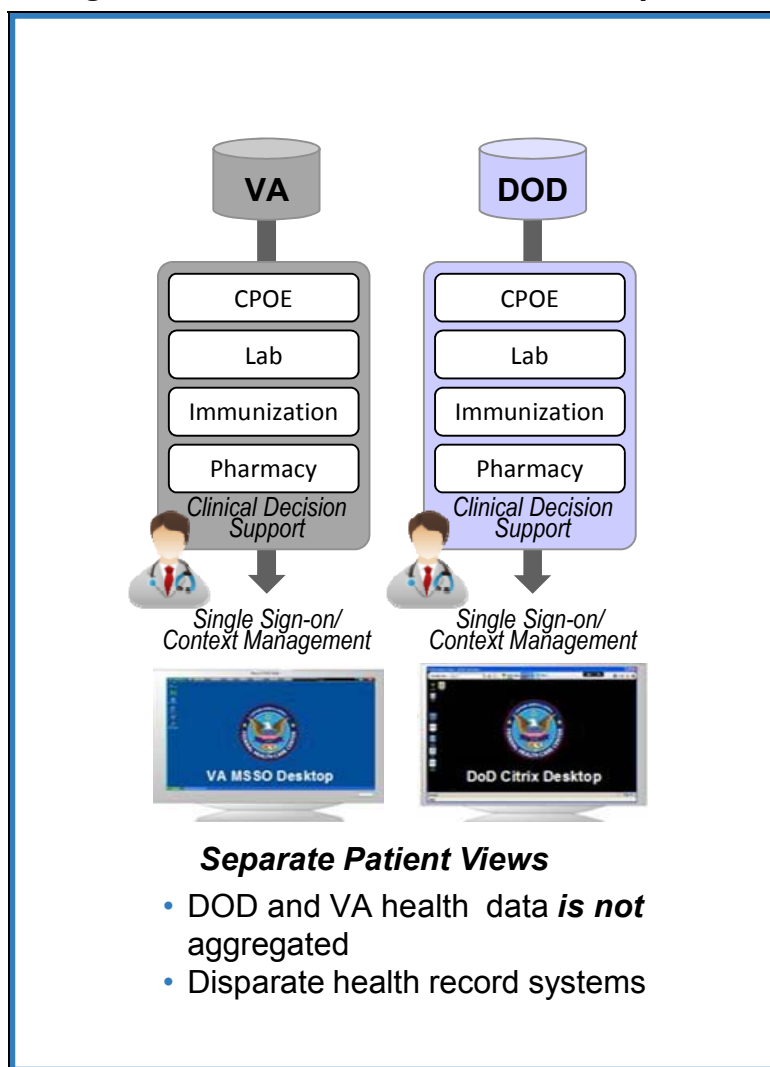 VA
DOD
CPOE
CPOE
Lab
Lab
Immunization
Immunization
Pharmacy
Pharmacy
Clinical Decision
Support
Clinical Decision
Support
Single Sign-on/
Context Management
Single Sign-on/
Context Management
VA MSSO Desktop
DoD Citrix Desktop
Separate Patient Views
• DOD and VA health data is not
aggregated
• Disparate health record systems